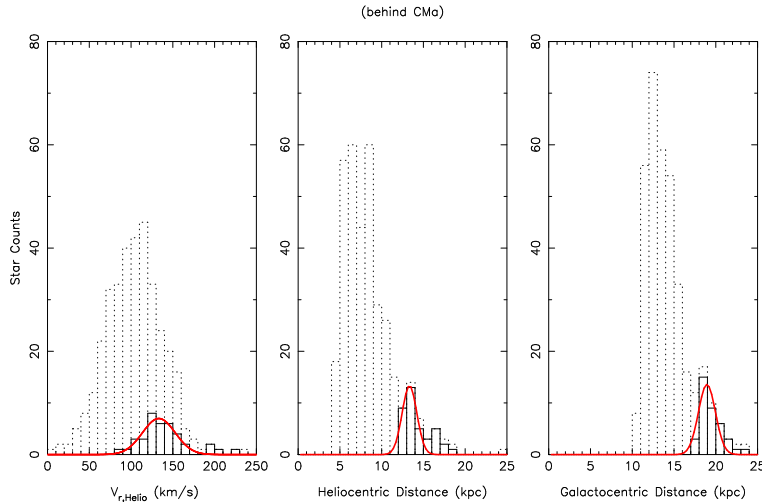 (behind CMa)
80
60
40
20
0
Star Counts
0 50 100 150 200 250
V_{r,Helio} (km/s)
80
60
40
20
0
0 5 10 15 20 25
Heliocentric Distance (kpc)
80
60
40
20
0
0 5 10 15 20 25
Galactocentric Distance (kpc)